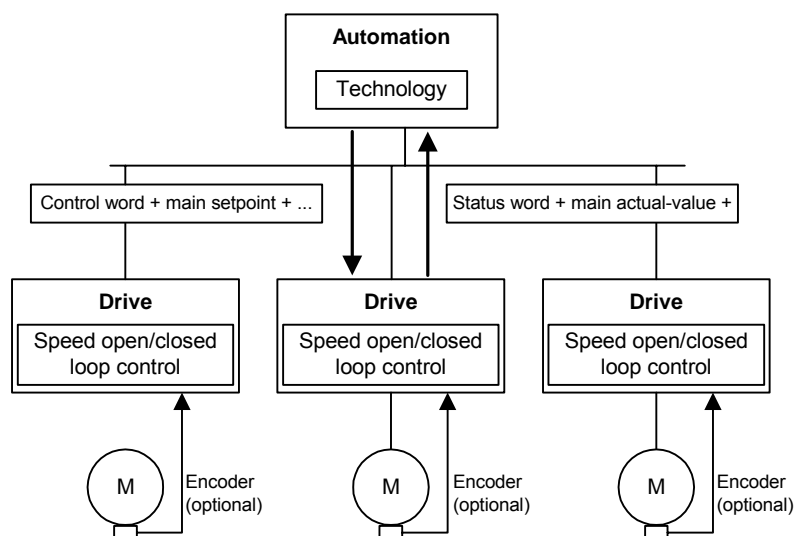 Automation
Technology
Control word + main setpoint + ...
Status word + main actual-value +
Drive
Speed open/closed
loop control
Drive
Speed open/closed
loop control
Drive
Speed open/closed
loop control
M
Encoder
(optional)
M
Encoder
(optional)
M
Encoder
(optional)